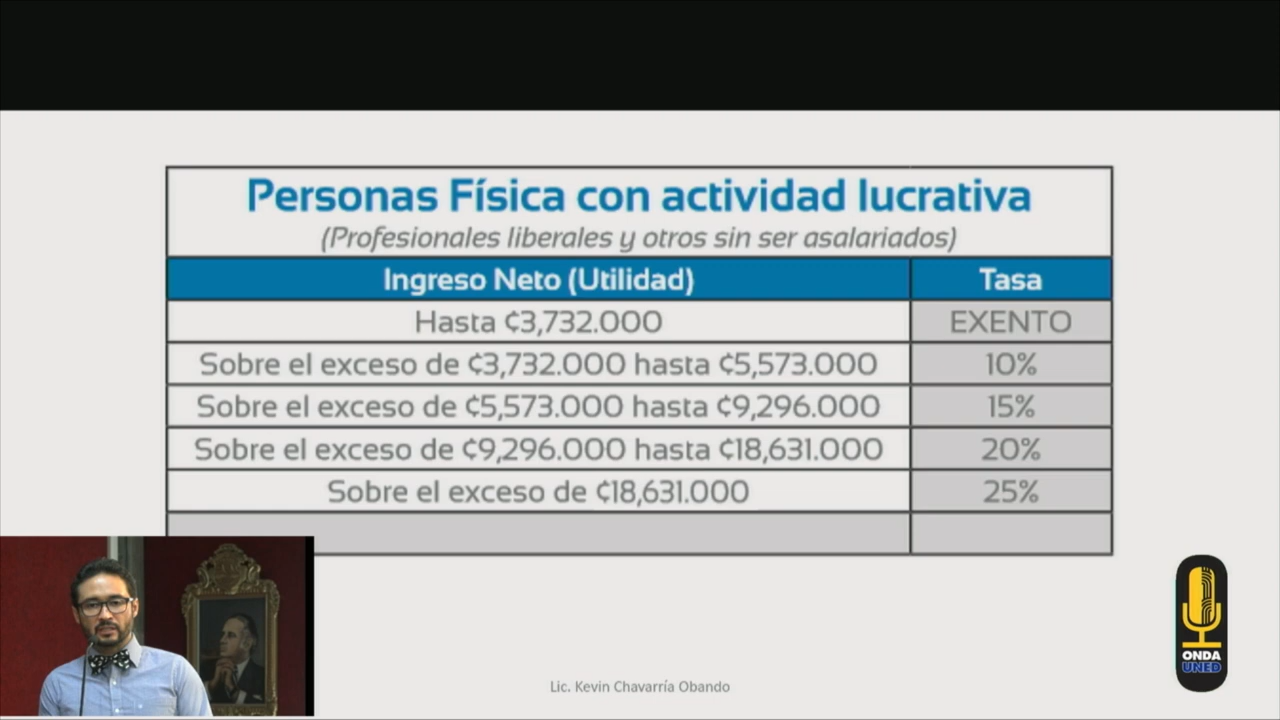 Personas Física con actividad lucrativa
(Profesionales liberales y otros sin ser asalariados)
Ingreso Neto (Utilidad) Tasa
Hasta ¢3,732.000 EXENTO
Sobre el exceso de ¢3,732.000 hasta ¢5,573.000 10%
Sobre el exceso de ¢5,573.000 hasta ¢9,296.000 15%
Sobre el exceso de ¢9,296.000 hasta ¢18,631.000 20%
Sobre el exceso de ¢18,631.000 25%
ONDA
UNED
Lic. Kevin Chavarría Obando